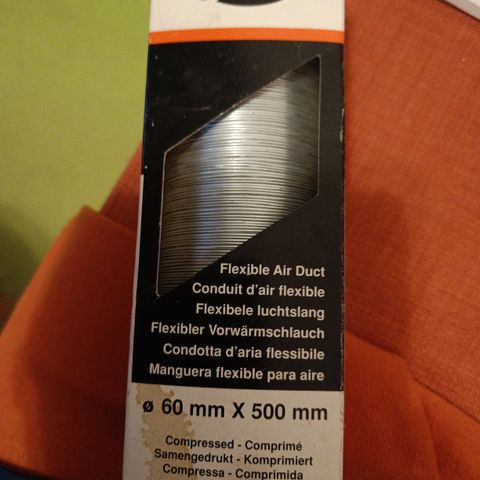 Flexible Air Duct
Conduit d'air flexible
Flexibele luchtslang
Flexibler Vorwärmschlauch
Condotta d'aria flessibile
Manguera flexible para aire
ø 60 mm X 500 mm
Compressed - Comprimé
Samengedrukt - Komprimiert
Compressa - Comprimida